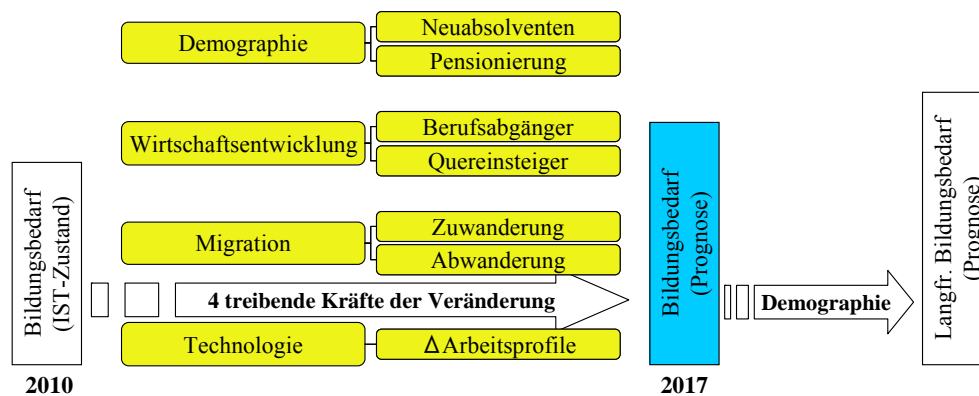 Demographie
Neuabsolventen
Pensionierung
Wirtschaftsentwicklung
Berufsabgänger
Quereinsteiger
Migration
Zuwanderung
Abwanderung
4 treibende Kräfte der Veränderung
Technologie
Δ Arbeitsprofile
Bildungsbedarf
(IST-Zustand)
2010
Bildungsbedarf
(Prognose)
2017
Demographie
Langfr. Bildungsbedarf
(Prognose)